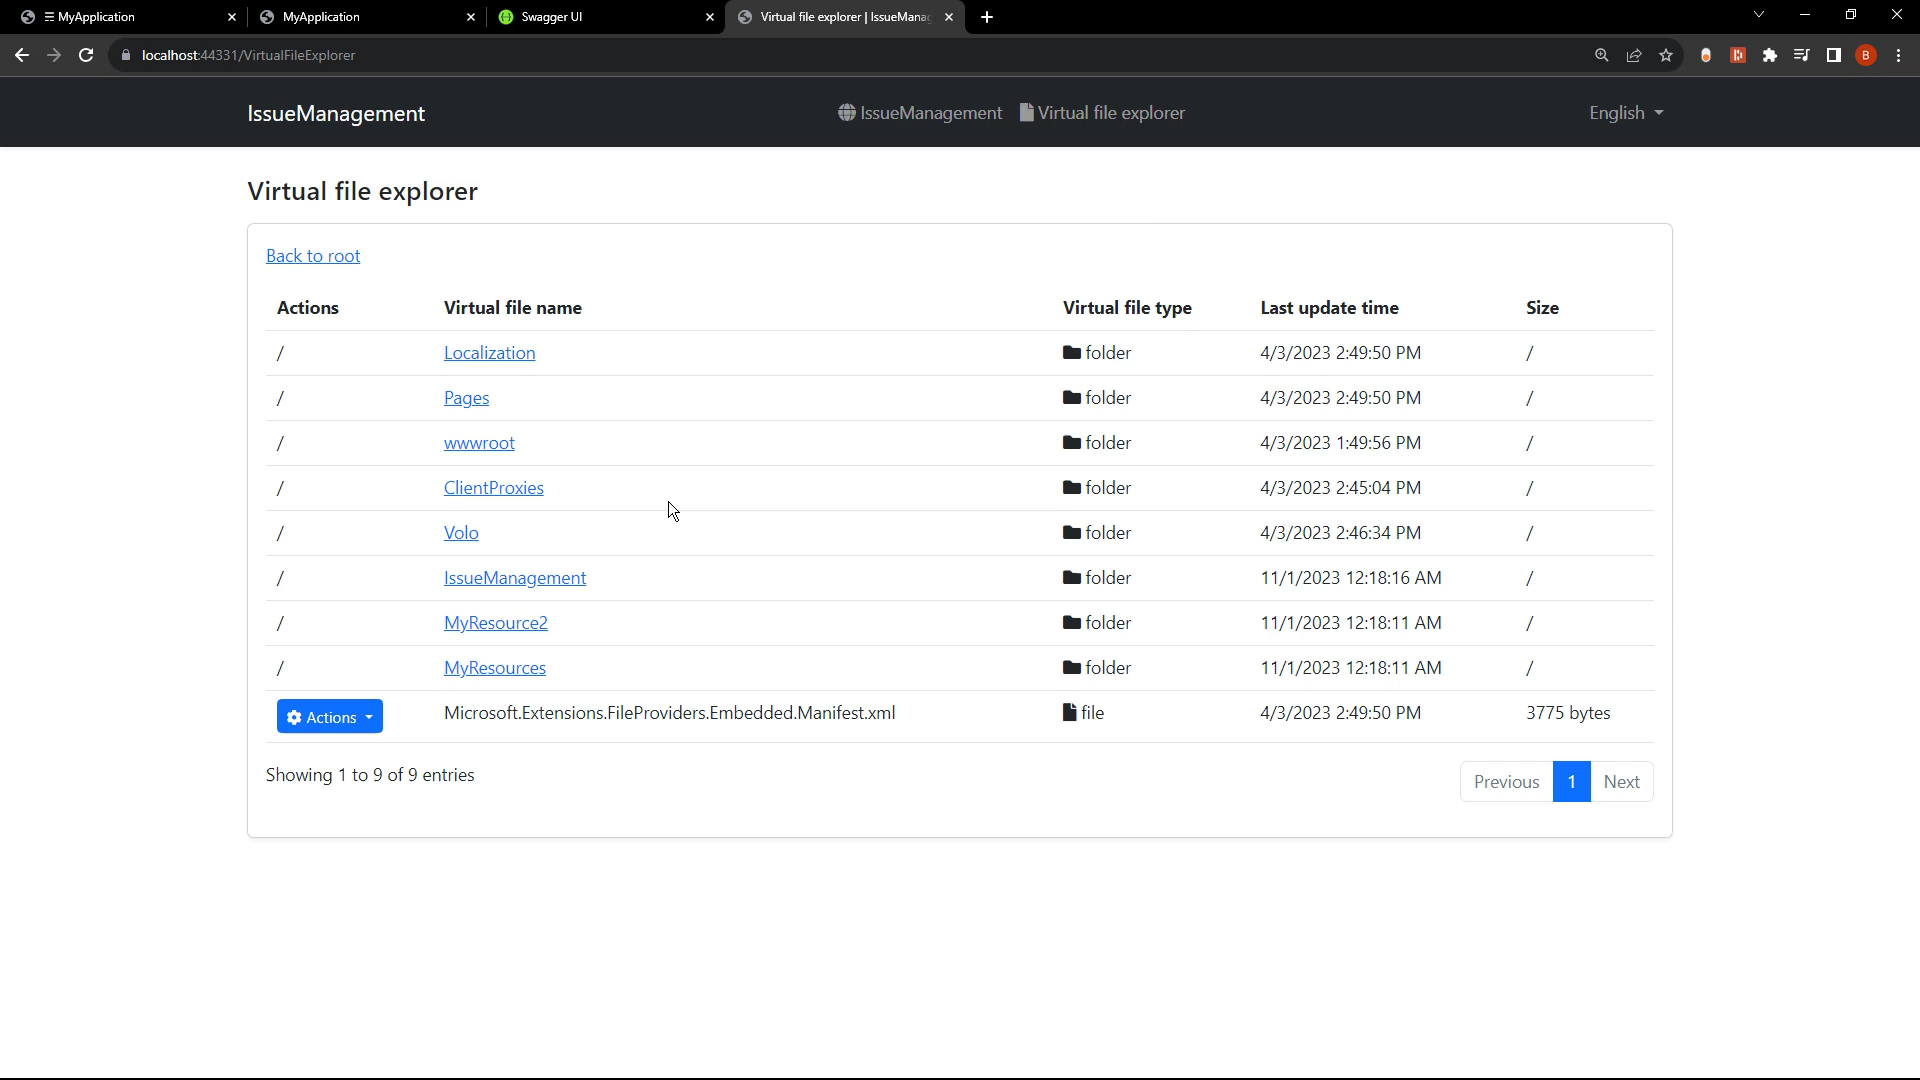 MyApplication
MyApplication
Swagger UI
Virtual file explorer | IssueMana
localhost:44331/VirtualFileExplorer
B
IssueManagement
IssueManagement
Virtual file explorer
English
Virtual file explorer
Back to root
Actions Virtual file name Virtual file type Last update time Size
/ Localization folder 4/3/2023 2:49:50 PM /
/ Pages folder 4/3/2023 2:49:50 PM /
/ wwwroot folder 4/3/2023 1:49:56 PM /
/ ClientProxies folder 4/3/2023 2:45:04 PM /
/ Volo folder 4/3/2023 2:46:34 PM /
/ IssueManagement folder 11/1/2023 12:18:16 AM /
/ MyResource2 folder 11/1/2023 12:18:11 AM /
/ MyResources folder 11/1/2023 12:18:11 AM /
Actions Microsoft.Extensions.FileProviders.Embedded.Manifest.xml file 4/3/2023 2:49:50 PM 3775 bytes
Showing 1 to 9 of 9 entries
Previous 1 Next